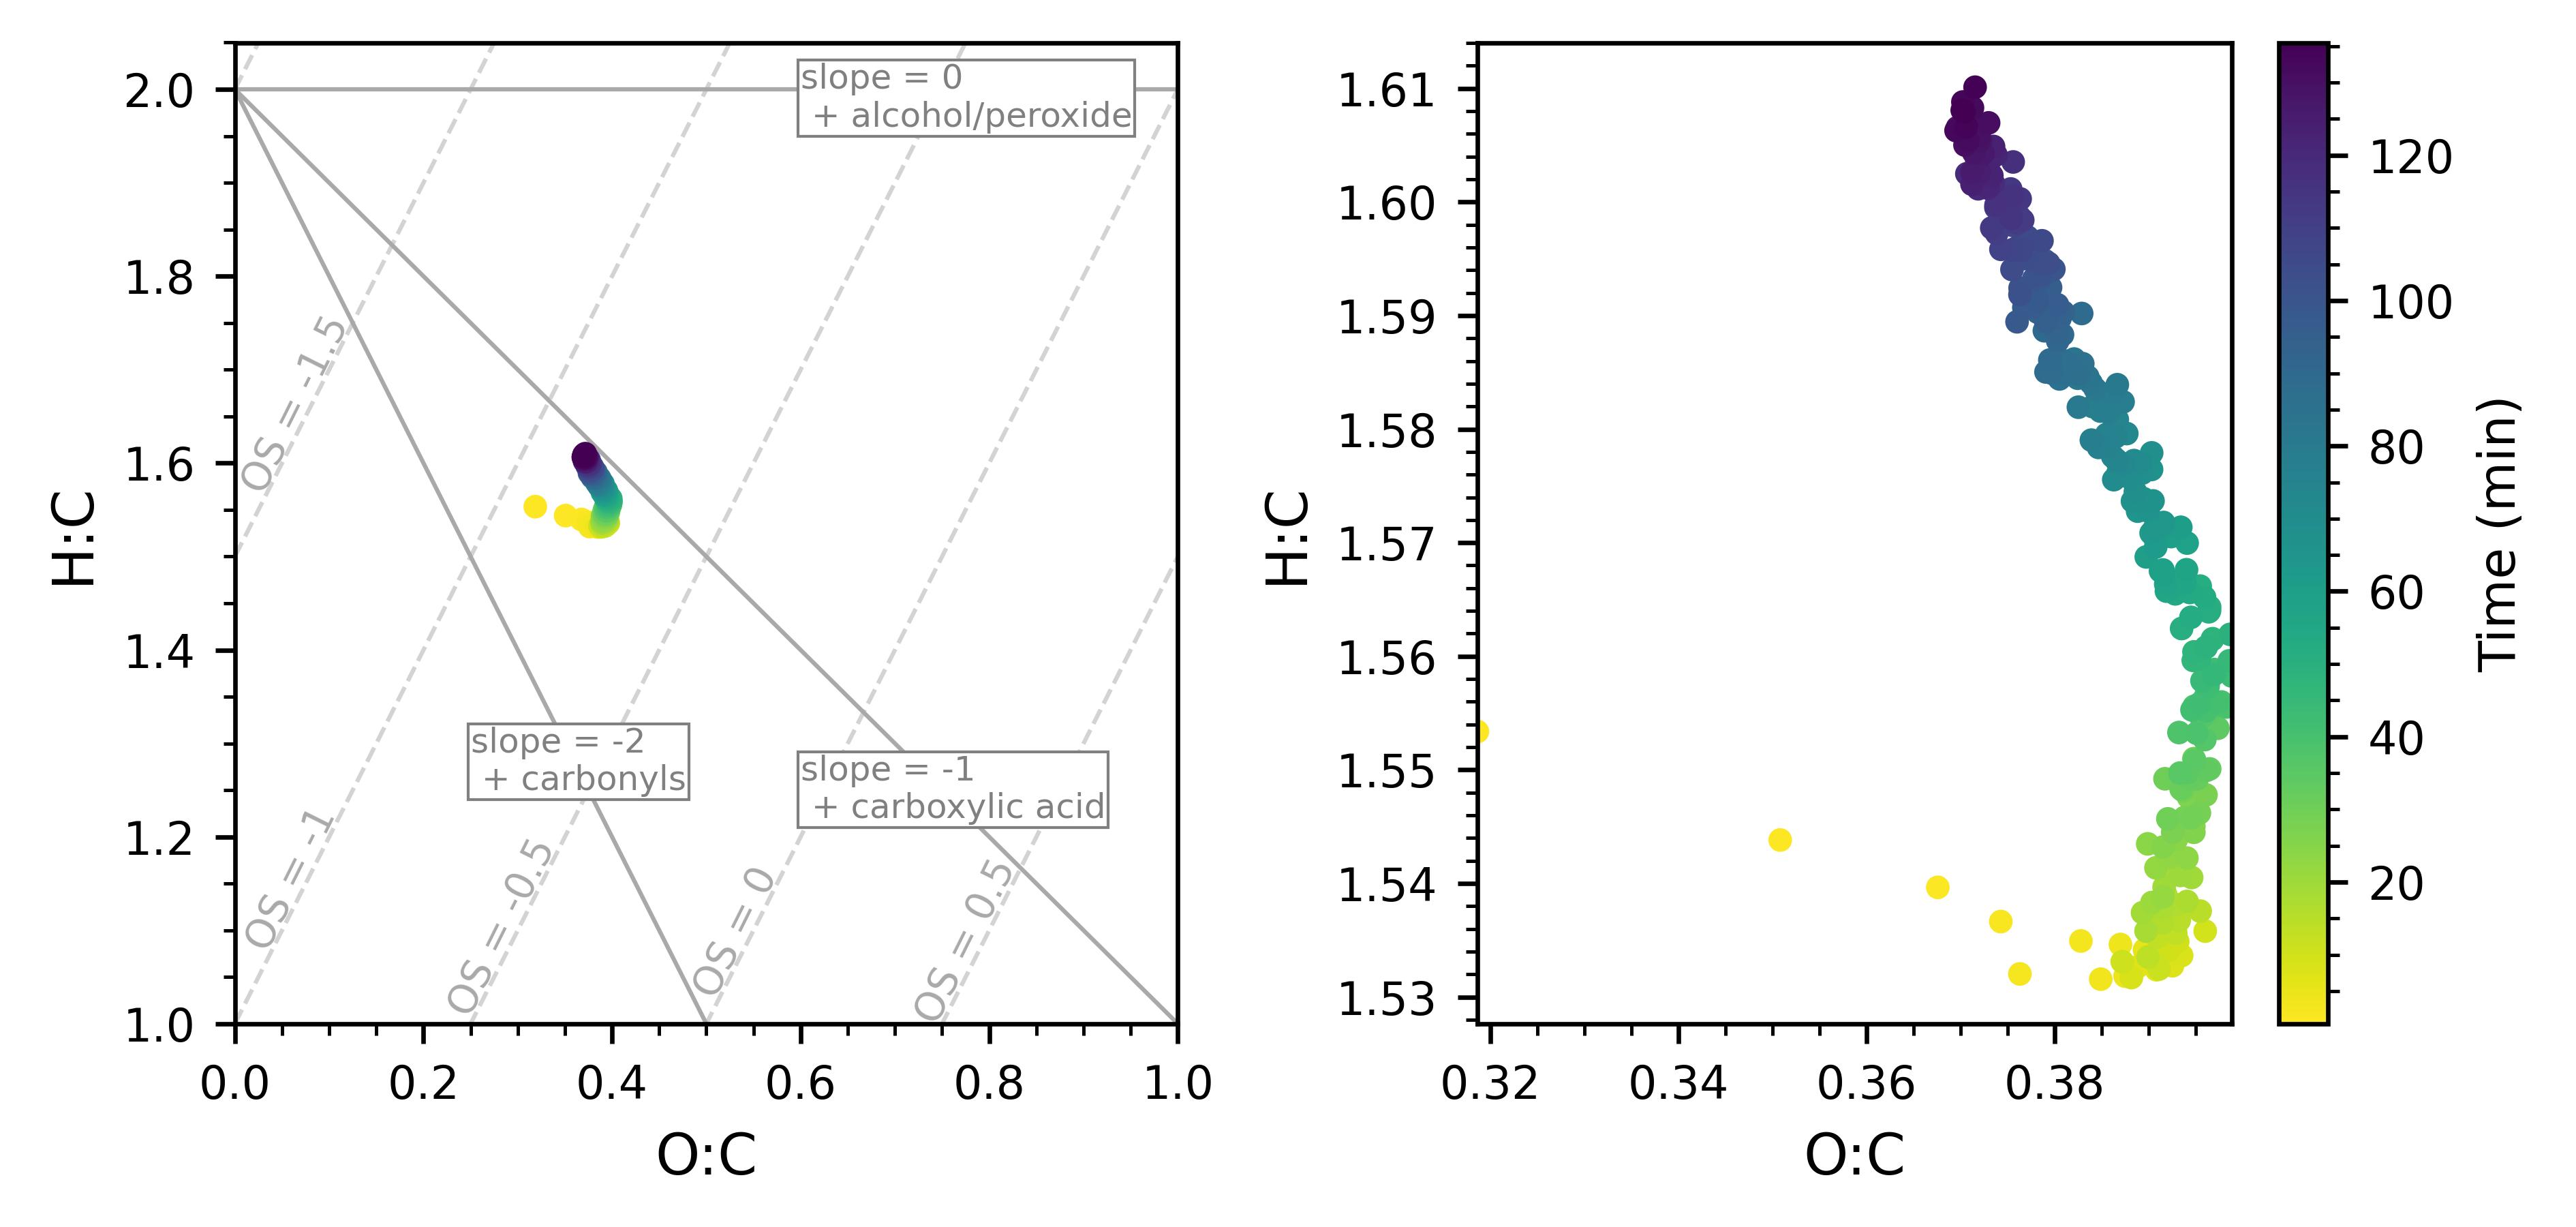 2.0
1.8
1.6
1.4
1.2
1.0
H:C
0.0
0.2
0.4
0.6
0.8
1.0
O:C
slope = 0
+ alcohol/peroxide
OS = -1.5
slope = -2
+ carbonyls
slope = -1
+ carboxylic acid
OS = -1
OS = -0.5
OS = 0
OS = 0.5
1.61
1.60
1.59
1.58
1.57
1.56
1.55
1.54
1.53
H:C
0.32
0.34
0.36
0.38
O:C
120
100
80
60
40
20
Time (min)